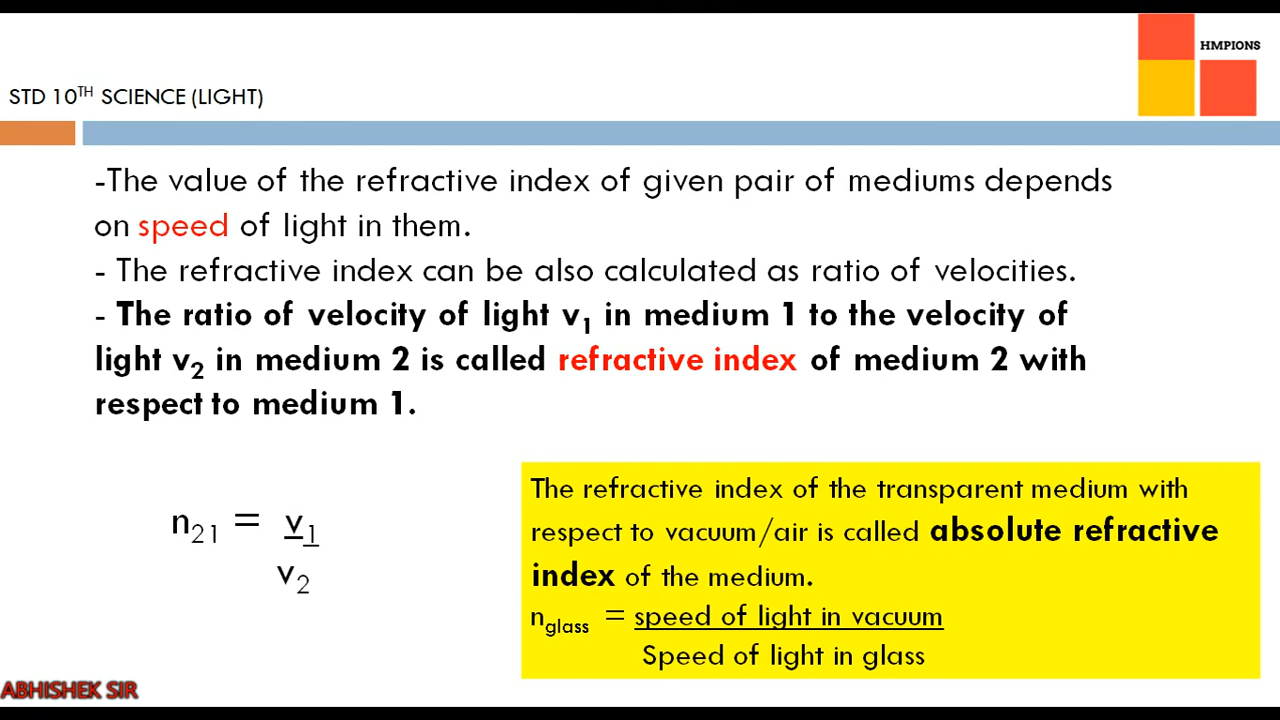 HMPIONS
STD 10TH SCIENCE (LIGHT)
-The value of the refractive index of given pair of mediums depends
on speed of light in them.
- The refractive index can be also calculated as ratio of velocities.
- The ratio of velocity of light v1 in medium 1 to the velocity of
light v2 in medium 2 is called refractive index of medium 2 with
respect to medium 1.
n21 = v1
v2
The refractive index of the transparent medium with
respect to vacuum/air is called absolute refractive
index of the medium.
nglass = speed of light in vacuum
Speed of light in glass
ABHISHEK SIR